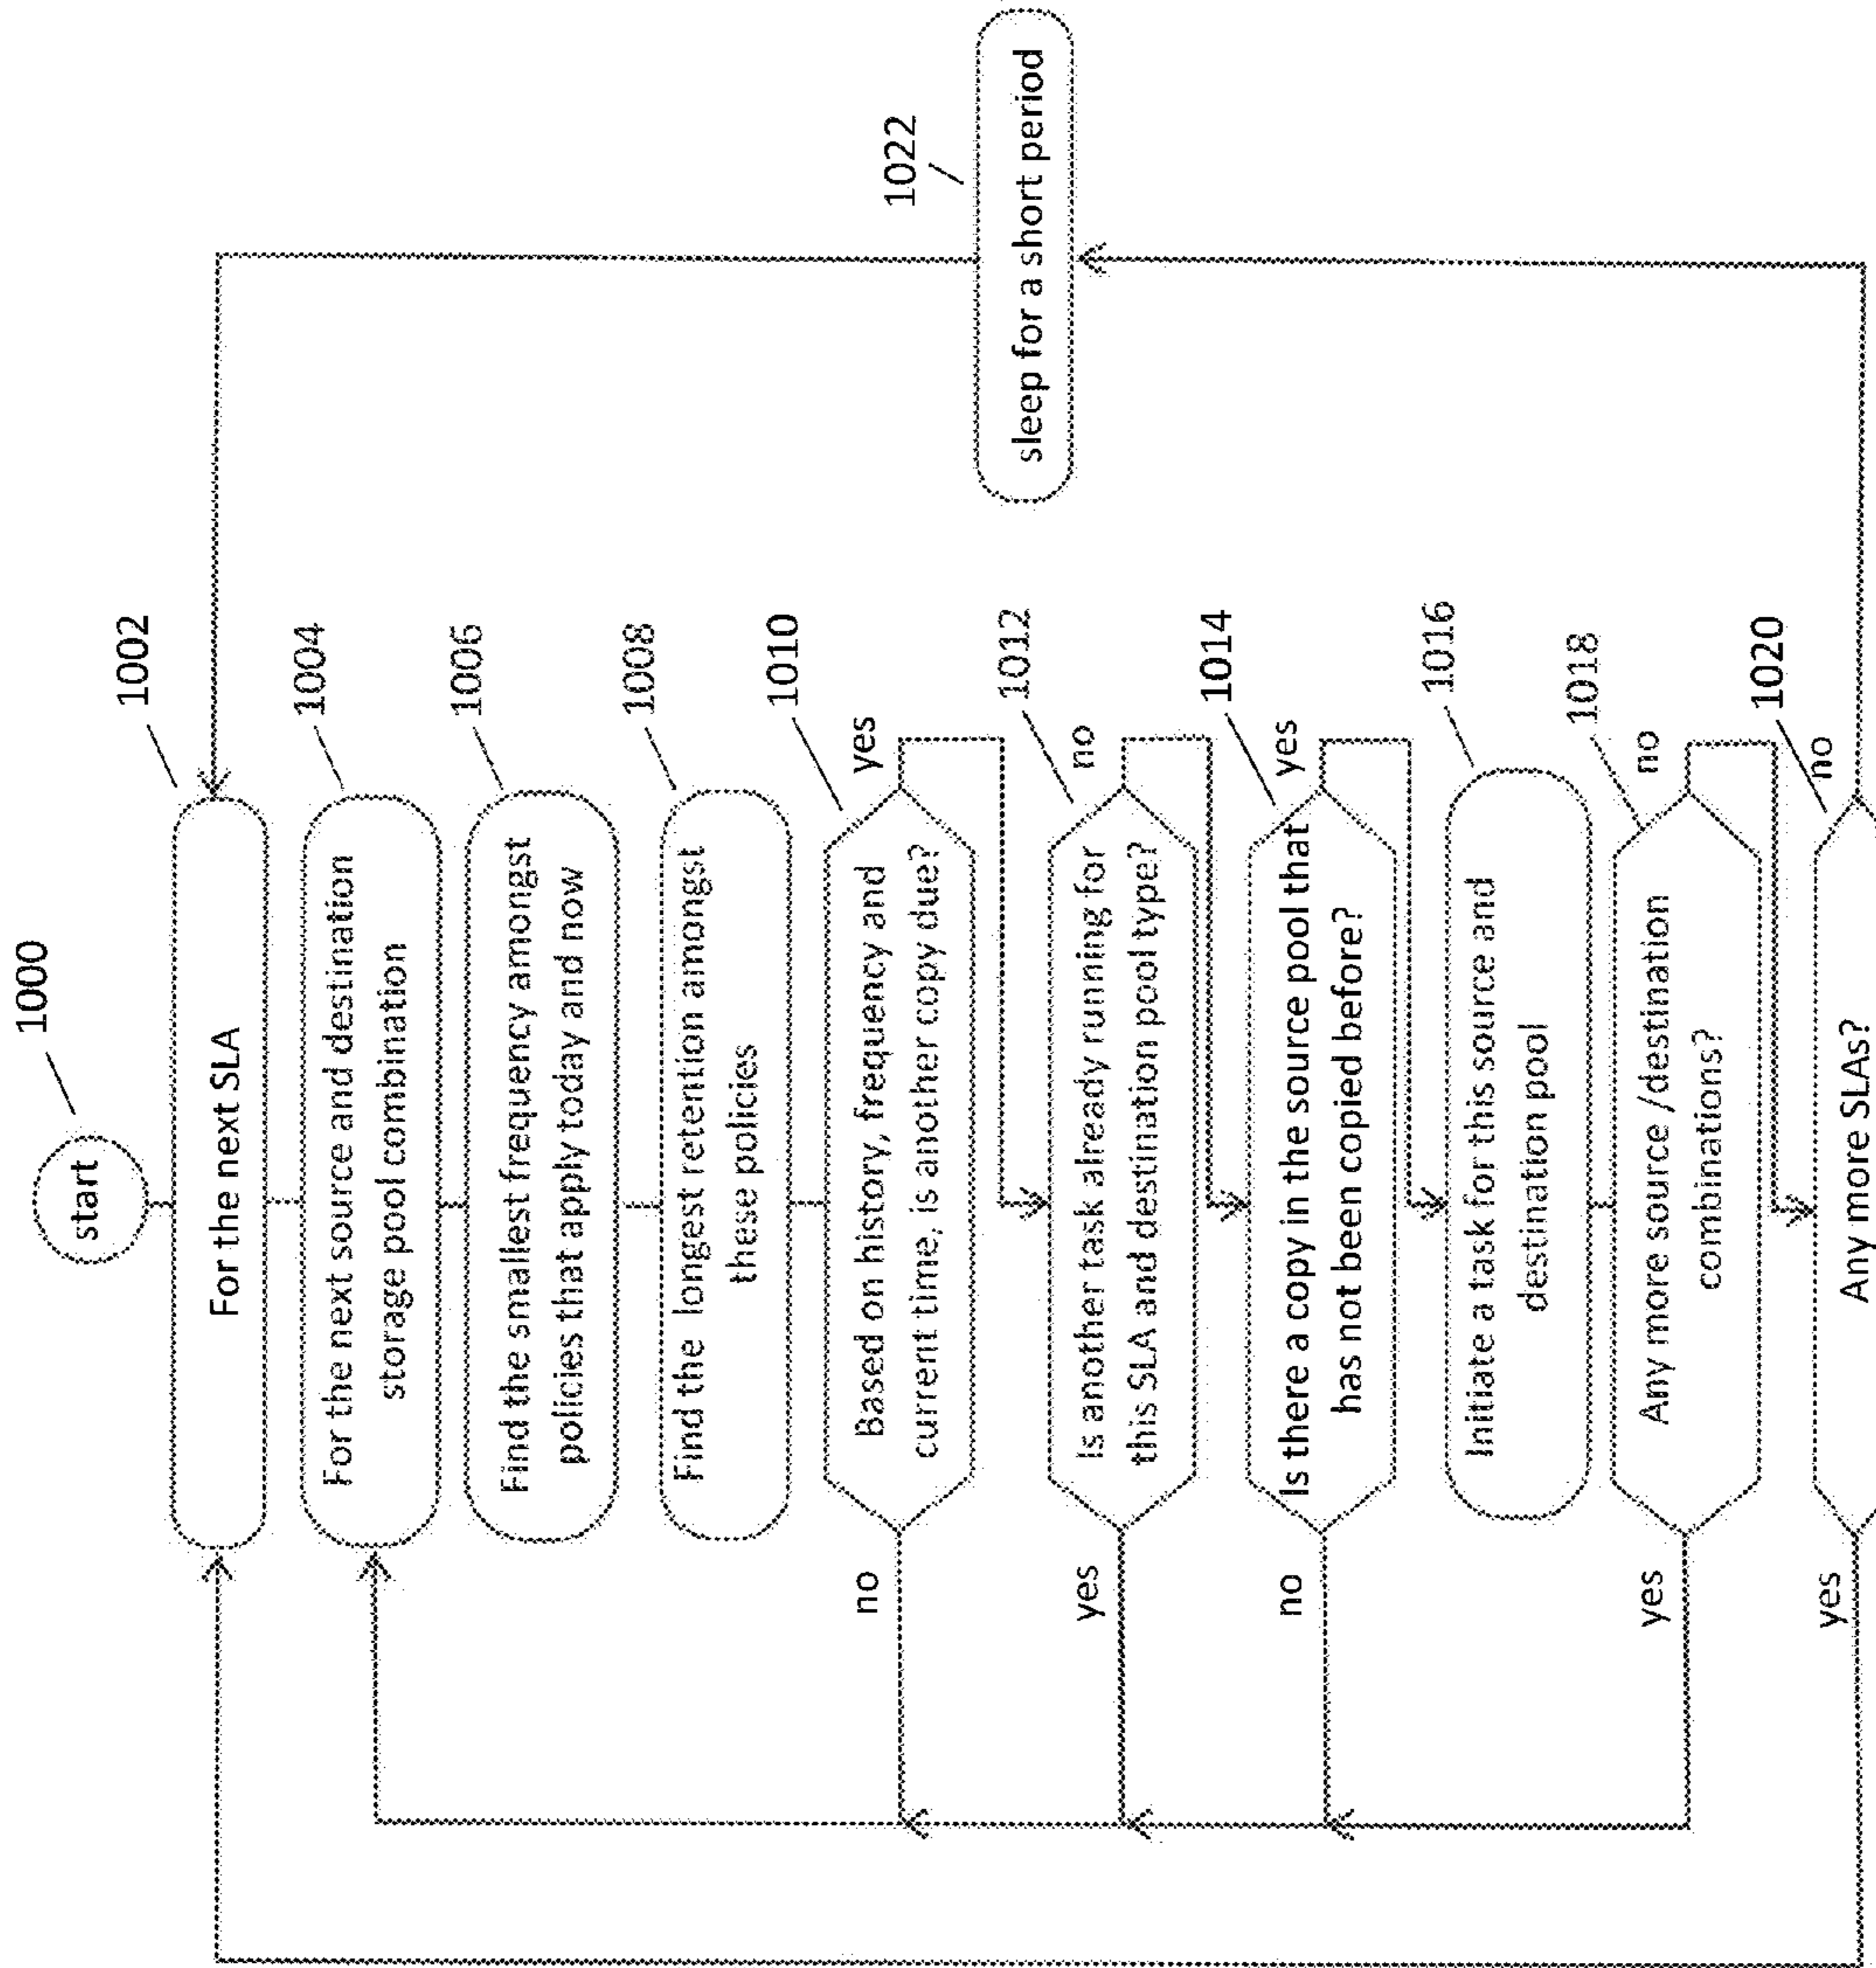 1000
start
1002
For the next SLA
1004
For the next source and destination
storage pool combination
1006
Find the smallest frequency amongst
policies that apply today and now
1008
Find the longest retention amongst
these policies
1010
Based on history, frequency and
current time, is another copy due?
no
yes
1012
Is another task already running for
this SLA and destination pool type?
yes
no
1014
Is there a copy in the source pool that
has not been copied before?
no
yes
1016
Initiate a task for this source and
destination pool
1018
Any more source /destination
combinations?
yes
no
1020
Any more SLAs?
yes
no
1022
sleep for a short period